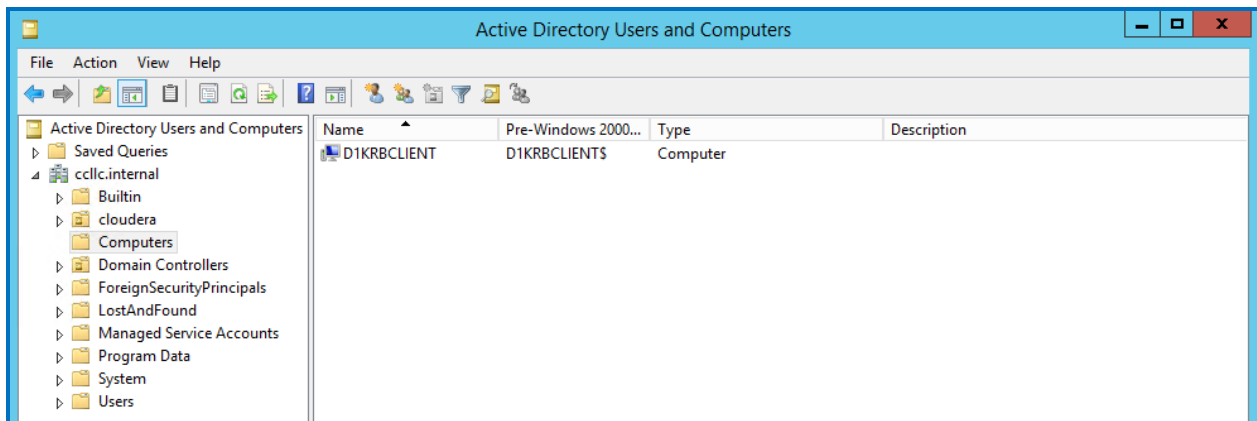 Active Directory Users and Computers
File Action View Help
Active Directory Users and Computers
Saved Queries
ccllc.internal
Builtin
cloudera
Computers
Domain Controllers
ForeignSecurityPrincipals
LostAndFound
Managed Service Accounts
Program Data
System
Users
Name Pre-Windows 2000... Type Description
D1KRBCLIENT D1KRBCLIENT$ Computer